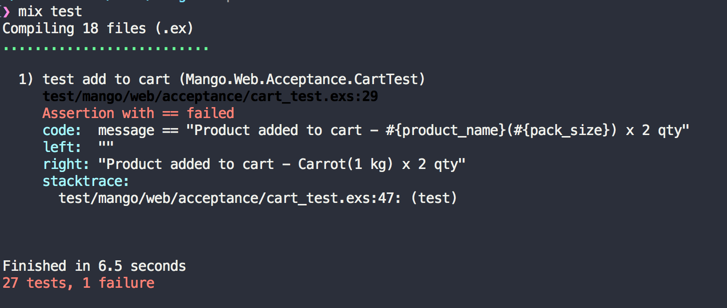 ❯ mix test
Compiling 18 files (.ex)
..........................
1) test add to cart (Mango.Web.Acceptance.CartTest)
test/mango/web/acceptance/cart_test.exs:29
Assertion with == failed
code: message == "Product added to cart - #{product_name}(#{pack_size}) x 2 qty"
left: ""
right: "Product added to cart - Carrot(1 kg) x 2 qty"
stacktrace:
test/mango/web/acceptance/cart_test.exs:47: (test)
Finished in 6.5 seconds
27 tests, 1 failure